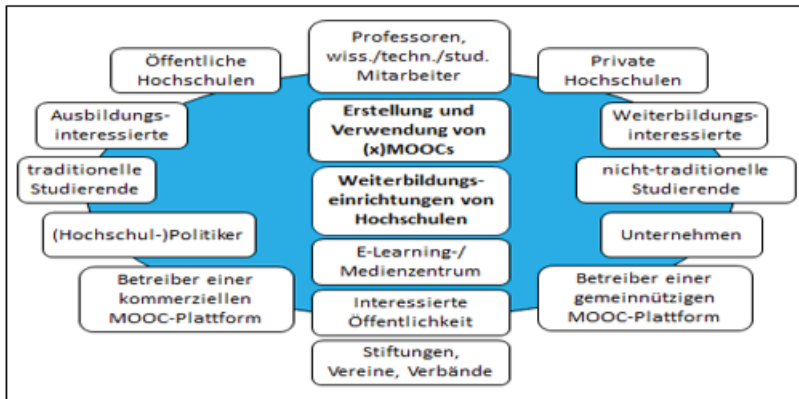 Professoren,
wiss./techn./stud.
Mitarbeiter
Öffentliche
Hochschulen
Private
Hochschulen
Ausbildungs-
interessierte
Erstellung und
Verwendung von
(x)MOOCs
Weiterbildungs-
interessierte
traditionelle
Studierende
Weiterbildungs-
einrichtungen von
Hochschulen
nicht-traditionelle
Studierende
(Hochschul-)Politiker
E-Learning-/
Medienzentrum
Unternehmen
Betreiber einer
kommerziellen
MOOC-Plattform
Interessierte
Öffentlichkeit
Betreiber einer
gemeinnützigen
MOOC-Plattform
Stiftungen,
Vereine, Verbände